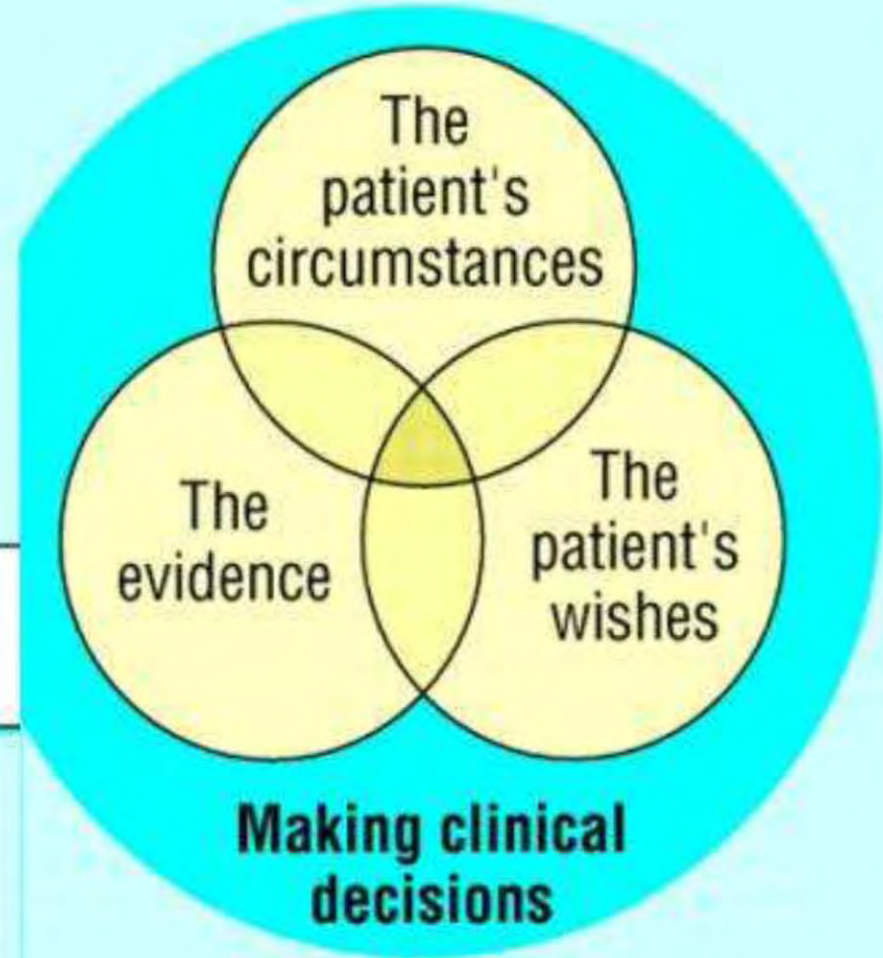 The
patient's
circumstances
The
evidence
The
patient's
wishes
Making clinical
decisions